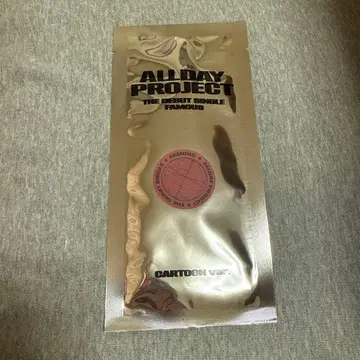 ALLDAY
PROJECT
THE DEBUT SINGLE
FAMOUS
CARTOON ver.